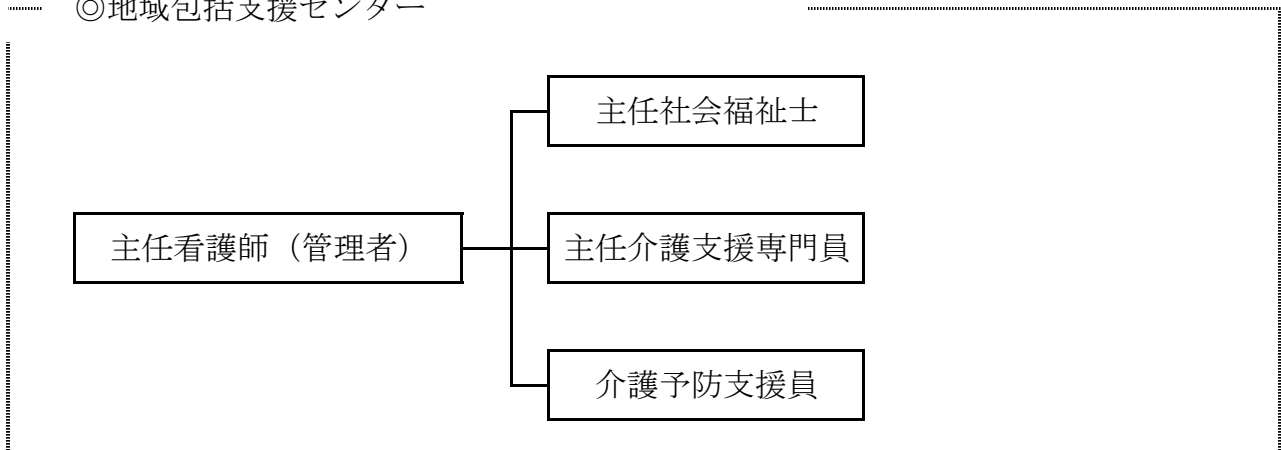 ◎地域包括支援センター
主任社会福祉士
主任看護師（管理者）
主任介護支援専門員
介護予防支援員